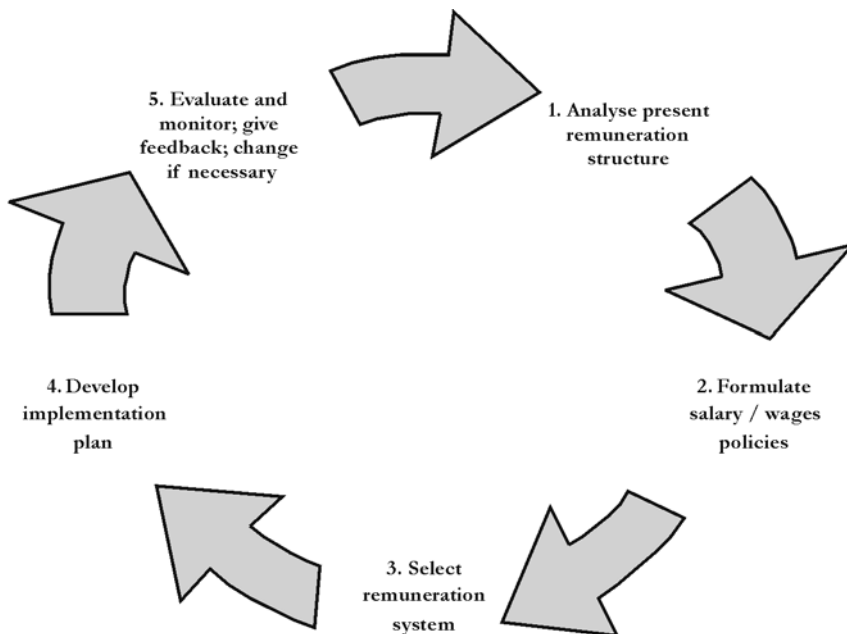 1. Analyse present
remuneration
structure
2. Formulate
salary / wages
policies
3. Select
remuneration
system
4. Develop
implementation
plan
5. Evaluate and
monitor; give
feedback; change
if necessary